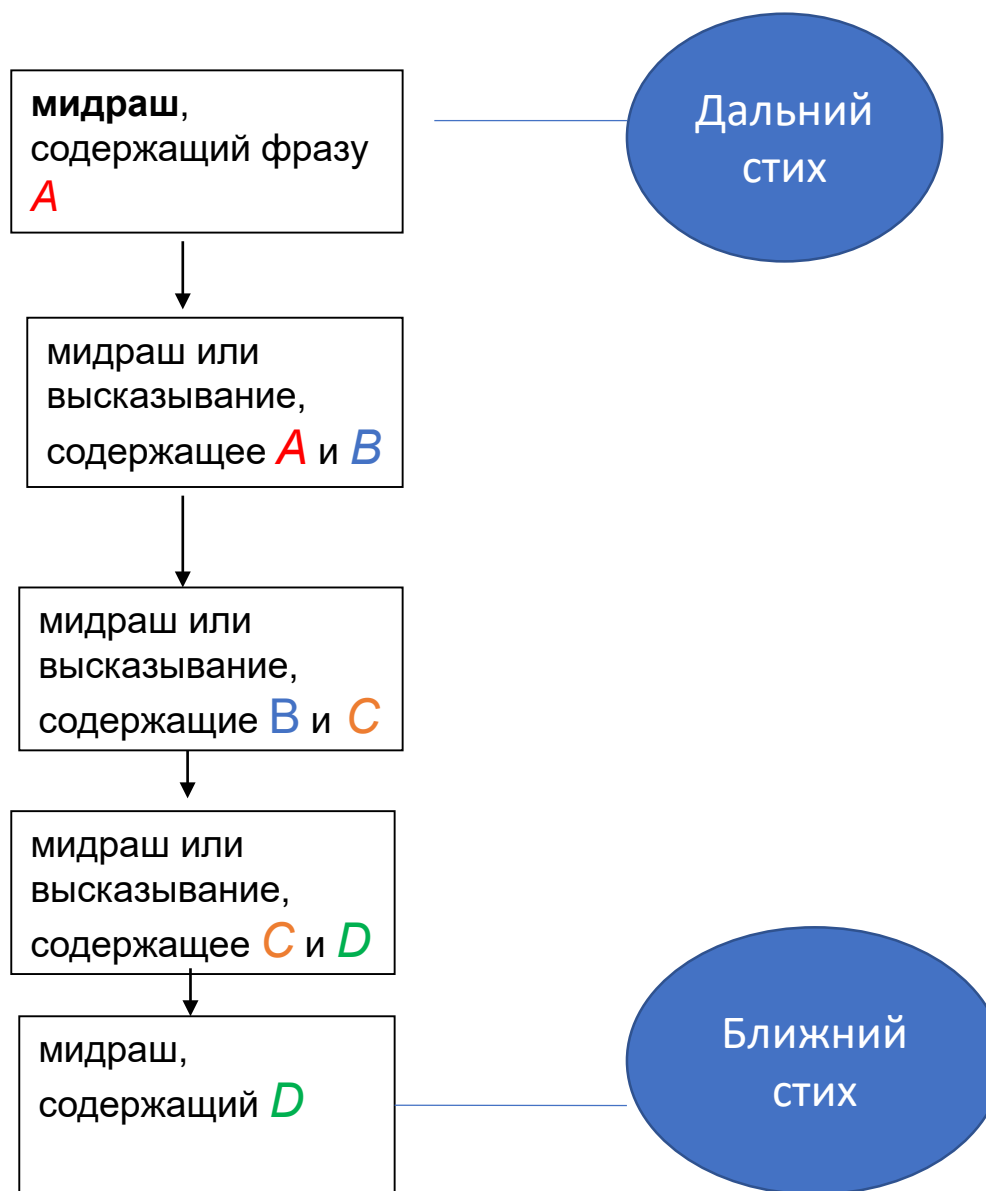 мидраш,
содержащий фразу
A
Дальний
стих
мидраш или
высказывание,
содержащее A и B
мидраш или
высказывание,
содержащие B и C
мидраш или
высказывание,
содержащее C и D
мидраш,
содержащий D
Ближний
стих